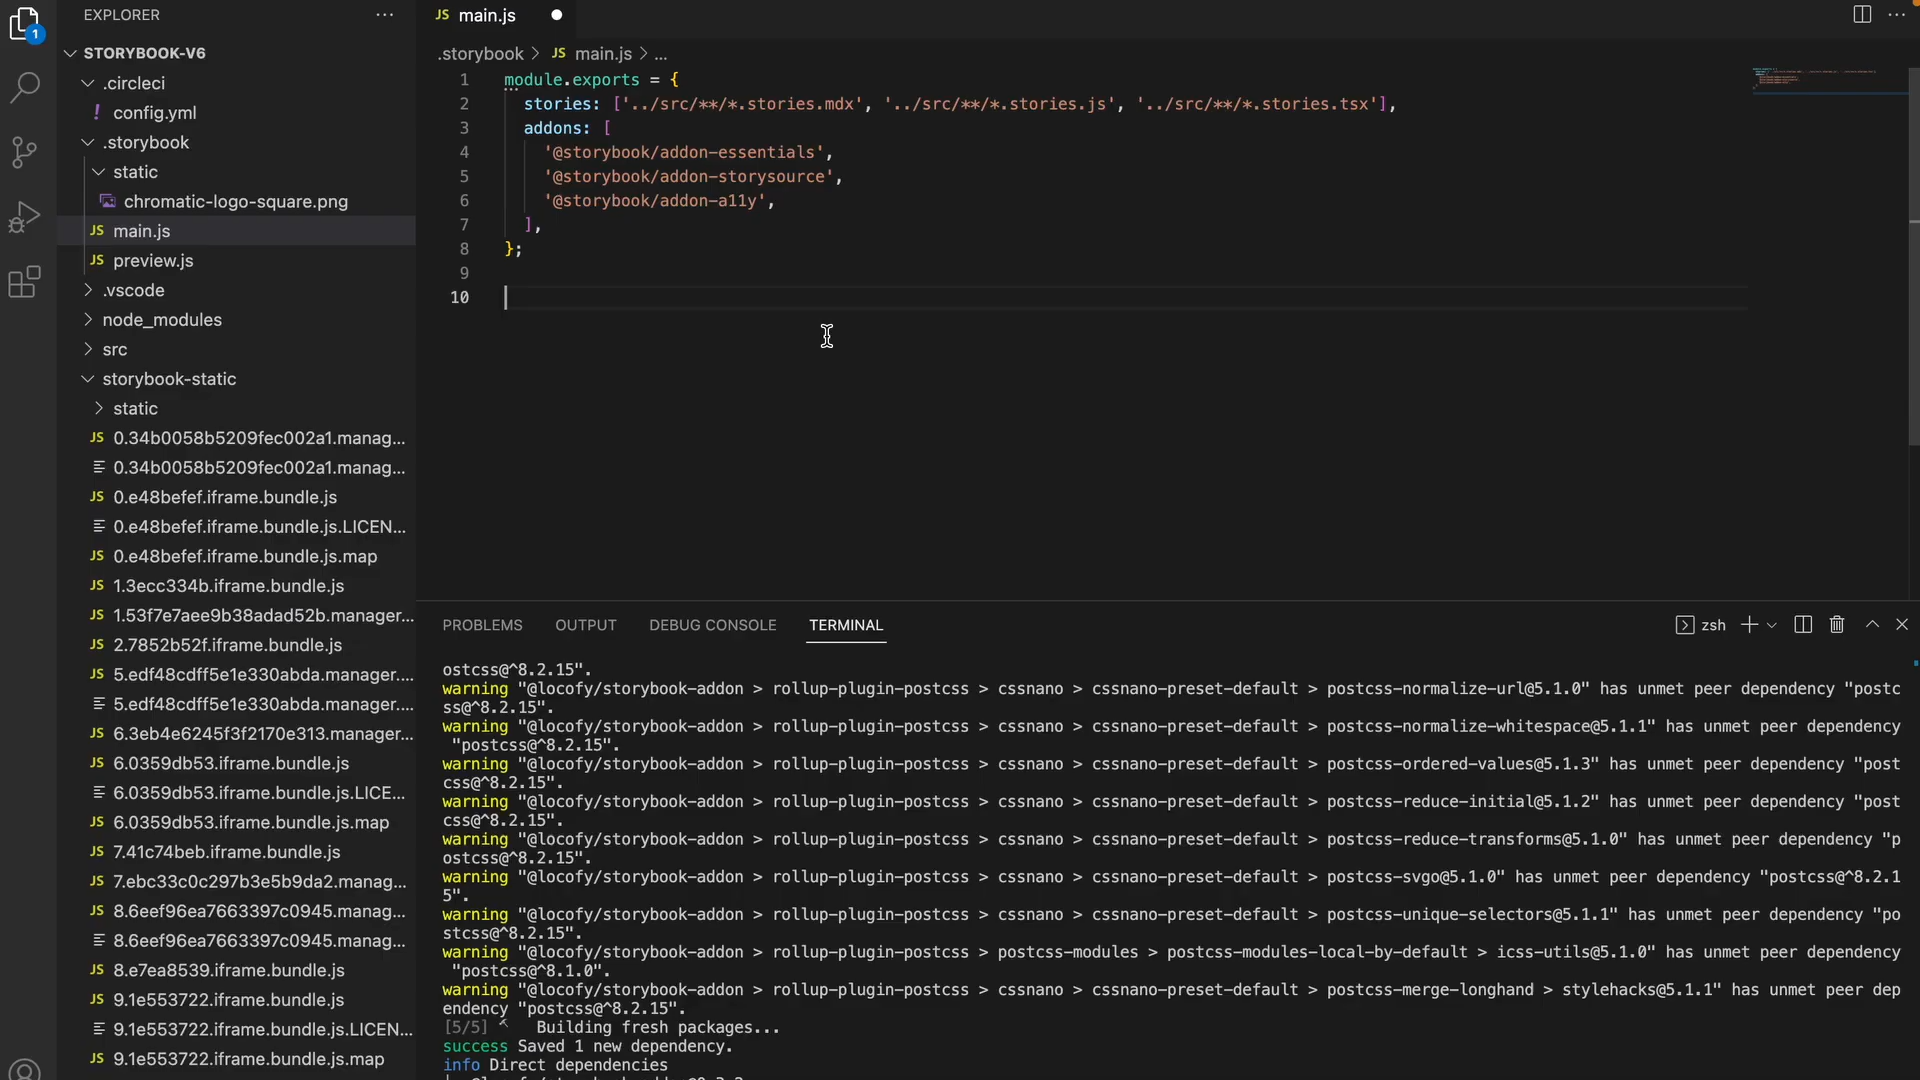 EXPLORER
1
STORYBOOK-V6
.circleci
config.yml
.storybook
static
chromatic-logo-square.png
JS main.js
JS preview.js
.vscode
node_modules
src
storybook-static
static
JS 0.34b0058b5209fec002a1.manag...
0.34b0058b5209fec002a1.manag...
JS 0.e48befef.iframe.bundle.js
0.e48befef.iframe.bundle.js.LICEN...
JS 0.e48befef.iframe.bundle.js.map
JS 1.3ecc334b.iframe.bundle.js
JS 1.53f7e7aee9b38adad52b.manager...
JS 2.7852b52f.iframe.bundle.js
JS 5.edf48cdff5e1e330abda.manager....
5.edf48cdff5e1e330abda.manager....
JS 6.3eb4e6245f3f2170e313.manager...
JS 6.0359db53.iframe.bundle.js
6.0359db53.iframe.bundle.js.LICE...
JS 6.0359db53.iframe.bundle.js.map
JS 7.41c74beb.iframe.bundle.js
JS 7.ebc33c0c297b3e5b9da2.manag...
JS 8.6eef96ea7663397c0945.manag...
8.6eef96ea7663397c0945.manag...
JS 8.e7ea8539.iframe.bundle.js
JS 9.1e553722.iframe.bundle.js
9.1e553722.iframe.bundle.js.LICEN...
JS 9.1e553722.iframe.bundle.js.map
JS main.js
.storybook > JS main.js > ...
1 module.exports = {
2 stories: ['../src/**/*.stories.mdx', '../src/**/*.stories.js', '../src/**/*.stories.tsx'],
3 addons: [
4 '@storybook/addon-essentials',
5 '@storybook/addon-storysource',
6 '@storybook/addon-a11y',
7 ],
8 };
9
10
PROBLEMS OUTPUT DEBUG CONSOLE TERMINAL zsh
ostcss@^8.2.15".
warning "@locofy/storybook-addon > rollup-plugin-postcss > cssnano > cssnano-preset-default > postcss-normalize-url@5.1.0" has unmet peer dependency "postc
ss@^8.2.15".
warning "@locofy/storybook-addon > rollup-plugin-postcss > cssnano > cssnano-preset-default > postcss-normalize-whitespace@5.1.1" has unmet peer dependency
"postcss@^8.2.15".
warning "@locofy/storybook-addon > rollup-plugin-postcss > cssnano > cssnano-preset-default > postcss-ordered-values@5.1.3" has unmet peer dependency "post
css@^8.2.15".
warning "@locofy/storybook-addon > rollup-plugin-postcss > cssnano > cssnano-preset-default > postcss-reduce-initial@5.1.2" has unmet peer dependency "post
css@^8.2.15".
warning "@locofy/storybook-addon > rollup-plugin-postcss > cssnano > cssnano-preset-default > postcss-reduce-transforms@5.1.0" has unmet peer dependency "p
ostcss@^8.2.15".
warning "@locofy/storybook-addon > rollup-plugin-postcss > cssnano > cssnano-preset-default > postcss-svgo@5.1.0" has unmet peer dependency "postcss@^8.2.1
5".
warning "@locofy/storybook-addon > rollup-plugin-postcss > cssnano > cssnano-preset-default > postcss-unique-selectors@5.1.1" has unmet peer dependency "po
stcss@^8.2.15".
warning "@locofy/storybook-addon > rollup-plugin-postcss > postcss-modules > postcss-modules-local-by-default > icss-utils@5.1.0" has unmet peer dependency
"postcss@^8.1.0".
warning "@locofy/storybook-addon > rollup-plugin-postcss > cssnano > cssnano-preset-default > postcss-merge-longhand > stylehacks@5.1.1" has unmet peer dep
endency "postcss@^8.2.15".
[5/5] Building fresh packages...
success Saved 1 new dependency.
info Direct dependencies